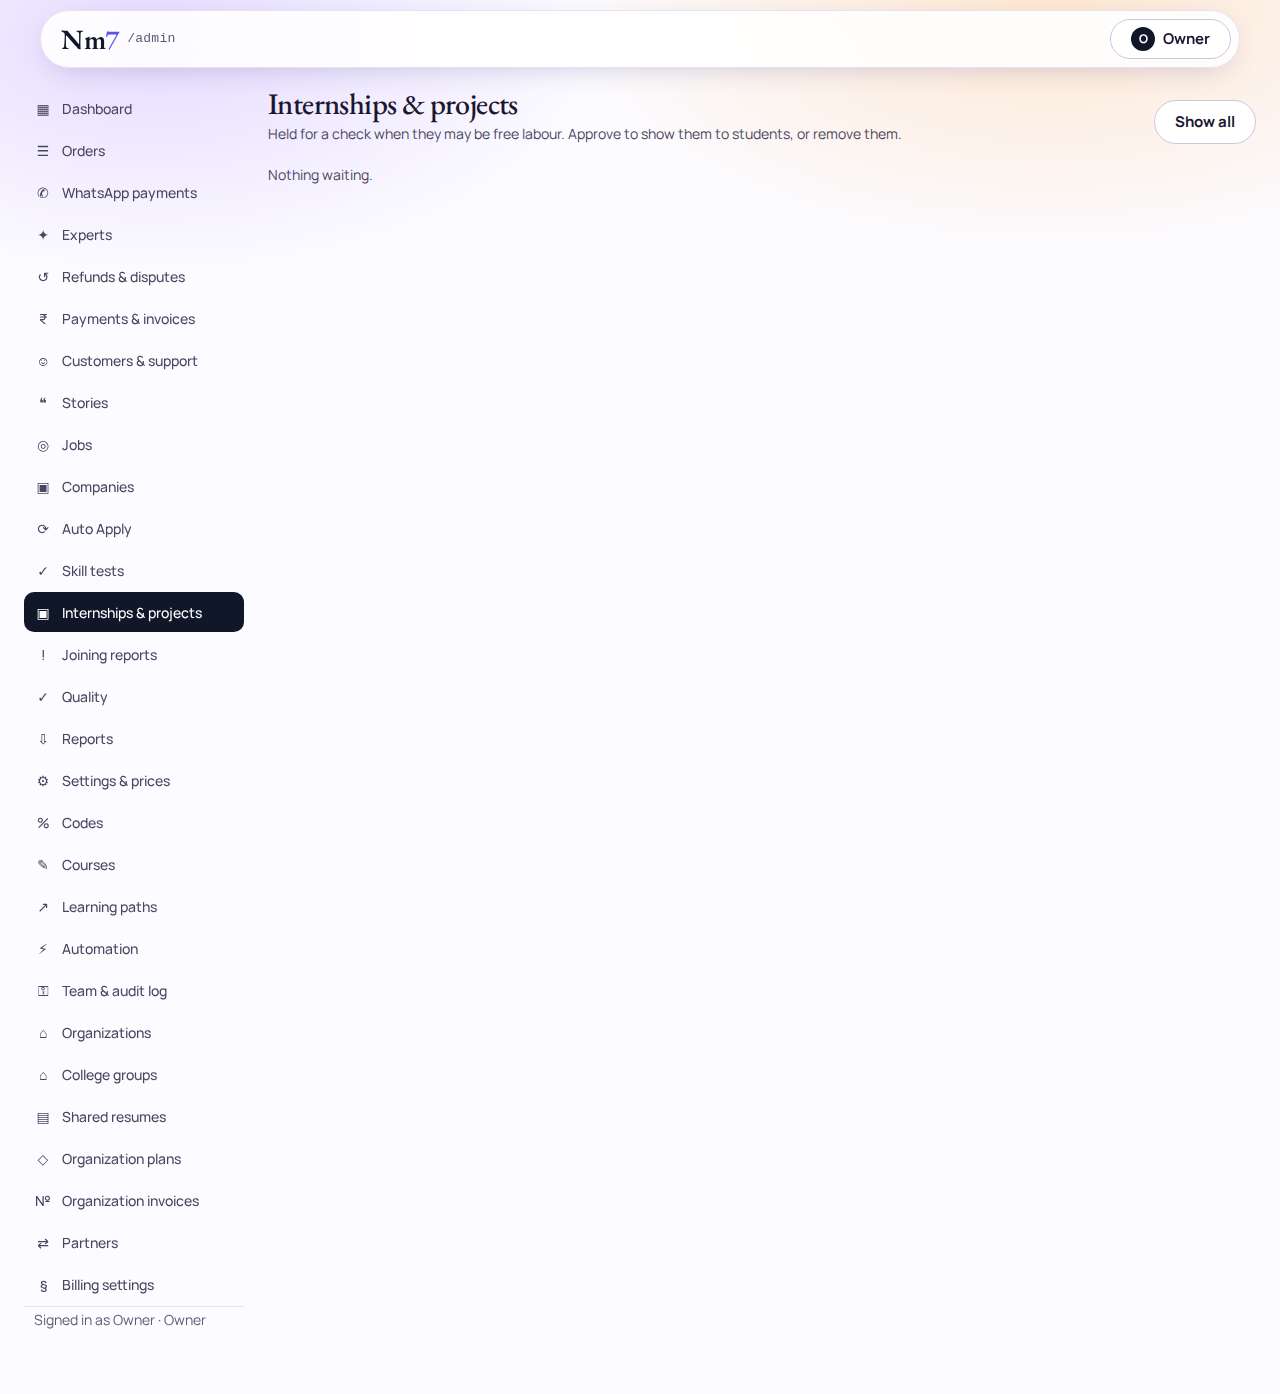 Nm7 /admin
O Owner
▦ Dashboard
☰ Orders
✆ WhatsApp payments
✦ Experts
↺ Refunds & disputes
₹ Payments & invoices
☺ Customers & support
❝ Stories
◎ Jobs
▣ Companies
⟳ Auto Apply
✓ Skill tests
▣ Internships & projects
! Joining reports
✓ Quality
⇩ Reports
⚙ Settings & prices
% Codes
✎ Courses
↗ Learning paths
⚡ Automation
⚿ Team & audit log
⌂ Organizations
⌂ College groups
▤ Shared resumes
◇ Organization plans
№ Organization invoices
⇄ Partners
§ Billing settings
Signed in as Owner · Owner
Internships & projects
Held for a check when they may be free labour. Approve to show them to students, or remove them.
Show all
Nothing waiting.